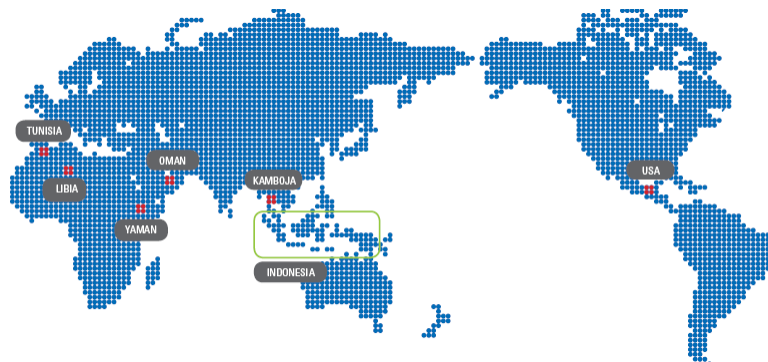 TUNISIA
OMAN
KAMBOJA
USA
LIBIA
YAMAN
INDONESIA